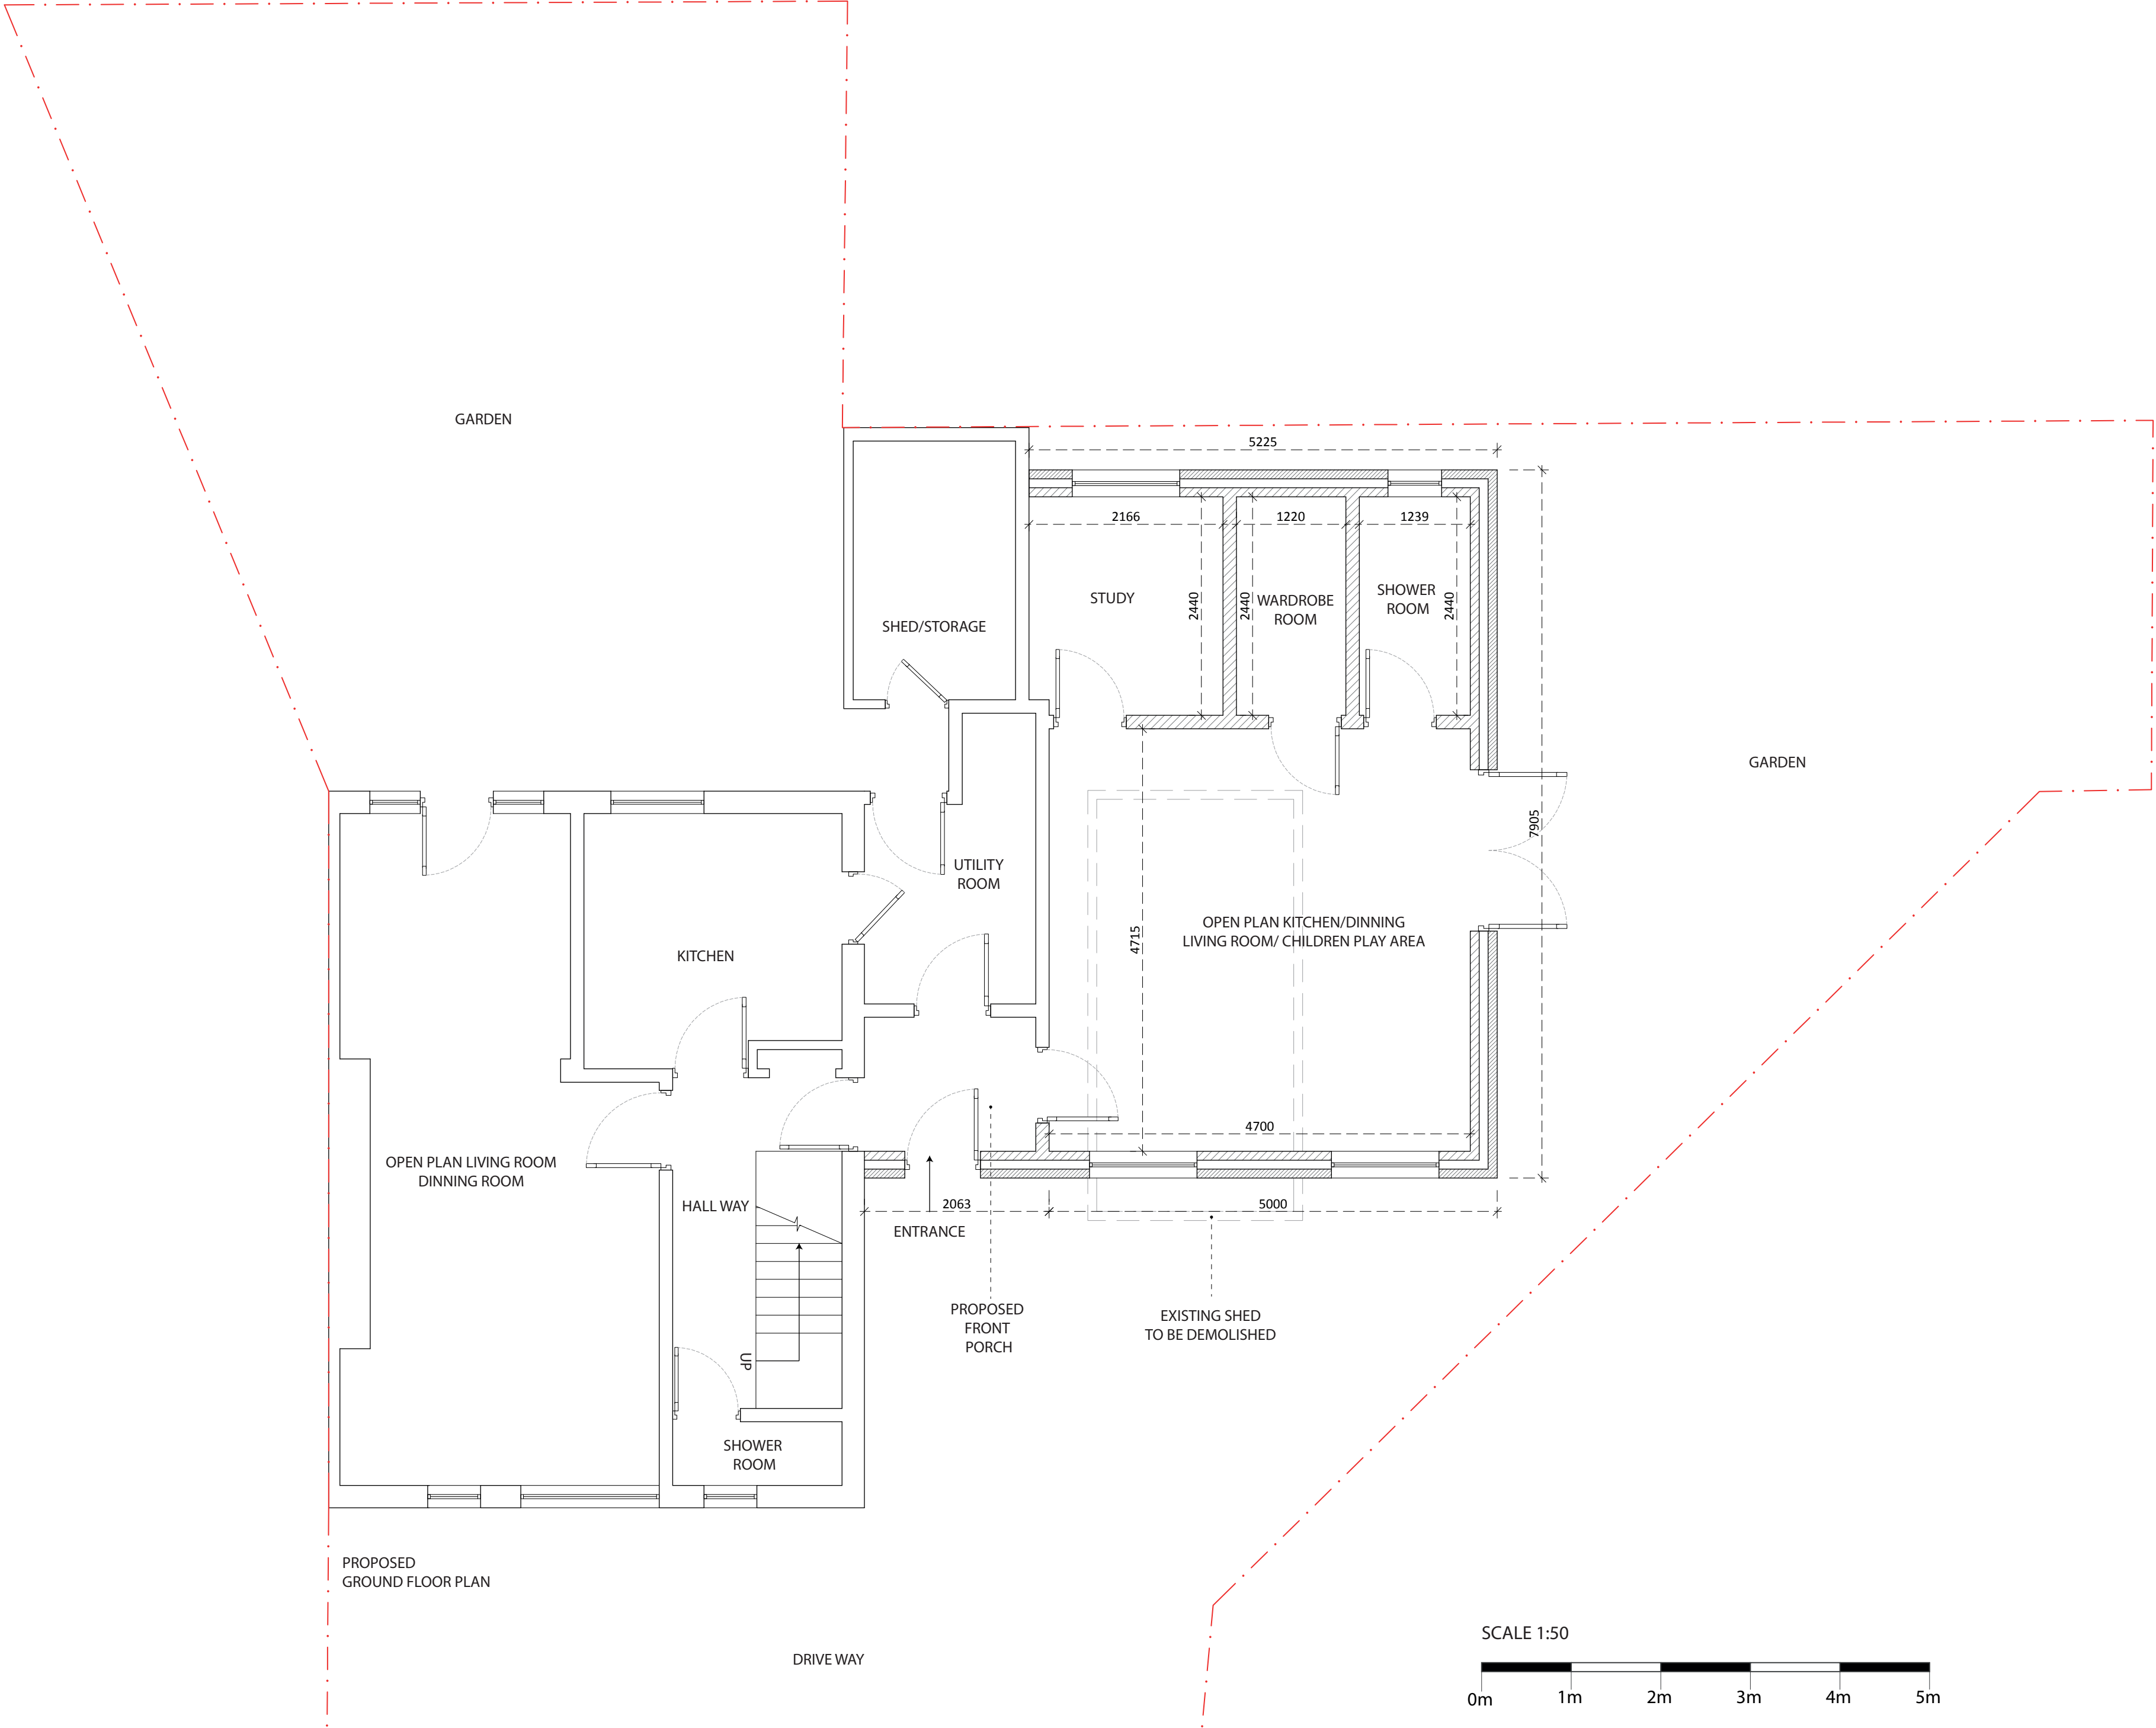 GARDEN
5225
2166
1220
1239
STUDY
2440
2440
WARDROBE
ROOM
SHOWER
ROOM
2440
SHED/STORAGE
GARDEN
7905
UTILITY
ROOM
OPEN PLAN KITCHEN/DINNING
LIVING ROOM/ CHILDREN PLAY AREA
4715
KITCHEN
4700
OPEN PLAN LIVING ROOM
DINNING ROOM
HALL WAY
2063
5000
ENTRANCE
PROPOSED
FRONT
PORCH
EXISTING SHED
TO BE DEMOLISHED
UP
SHOWER
ROOM
PROPOSED
GROUND FLOOR PLAN
DRIVE WAY
SCALE 1:50
0m 1m 2m 3m 4m 5m